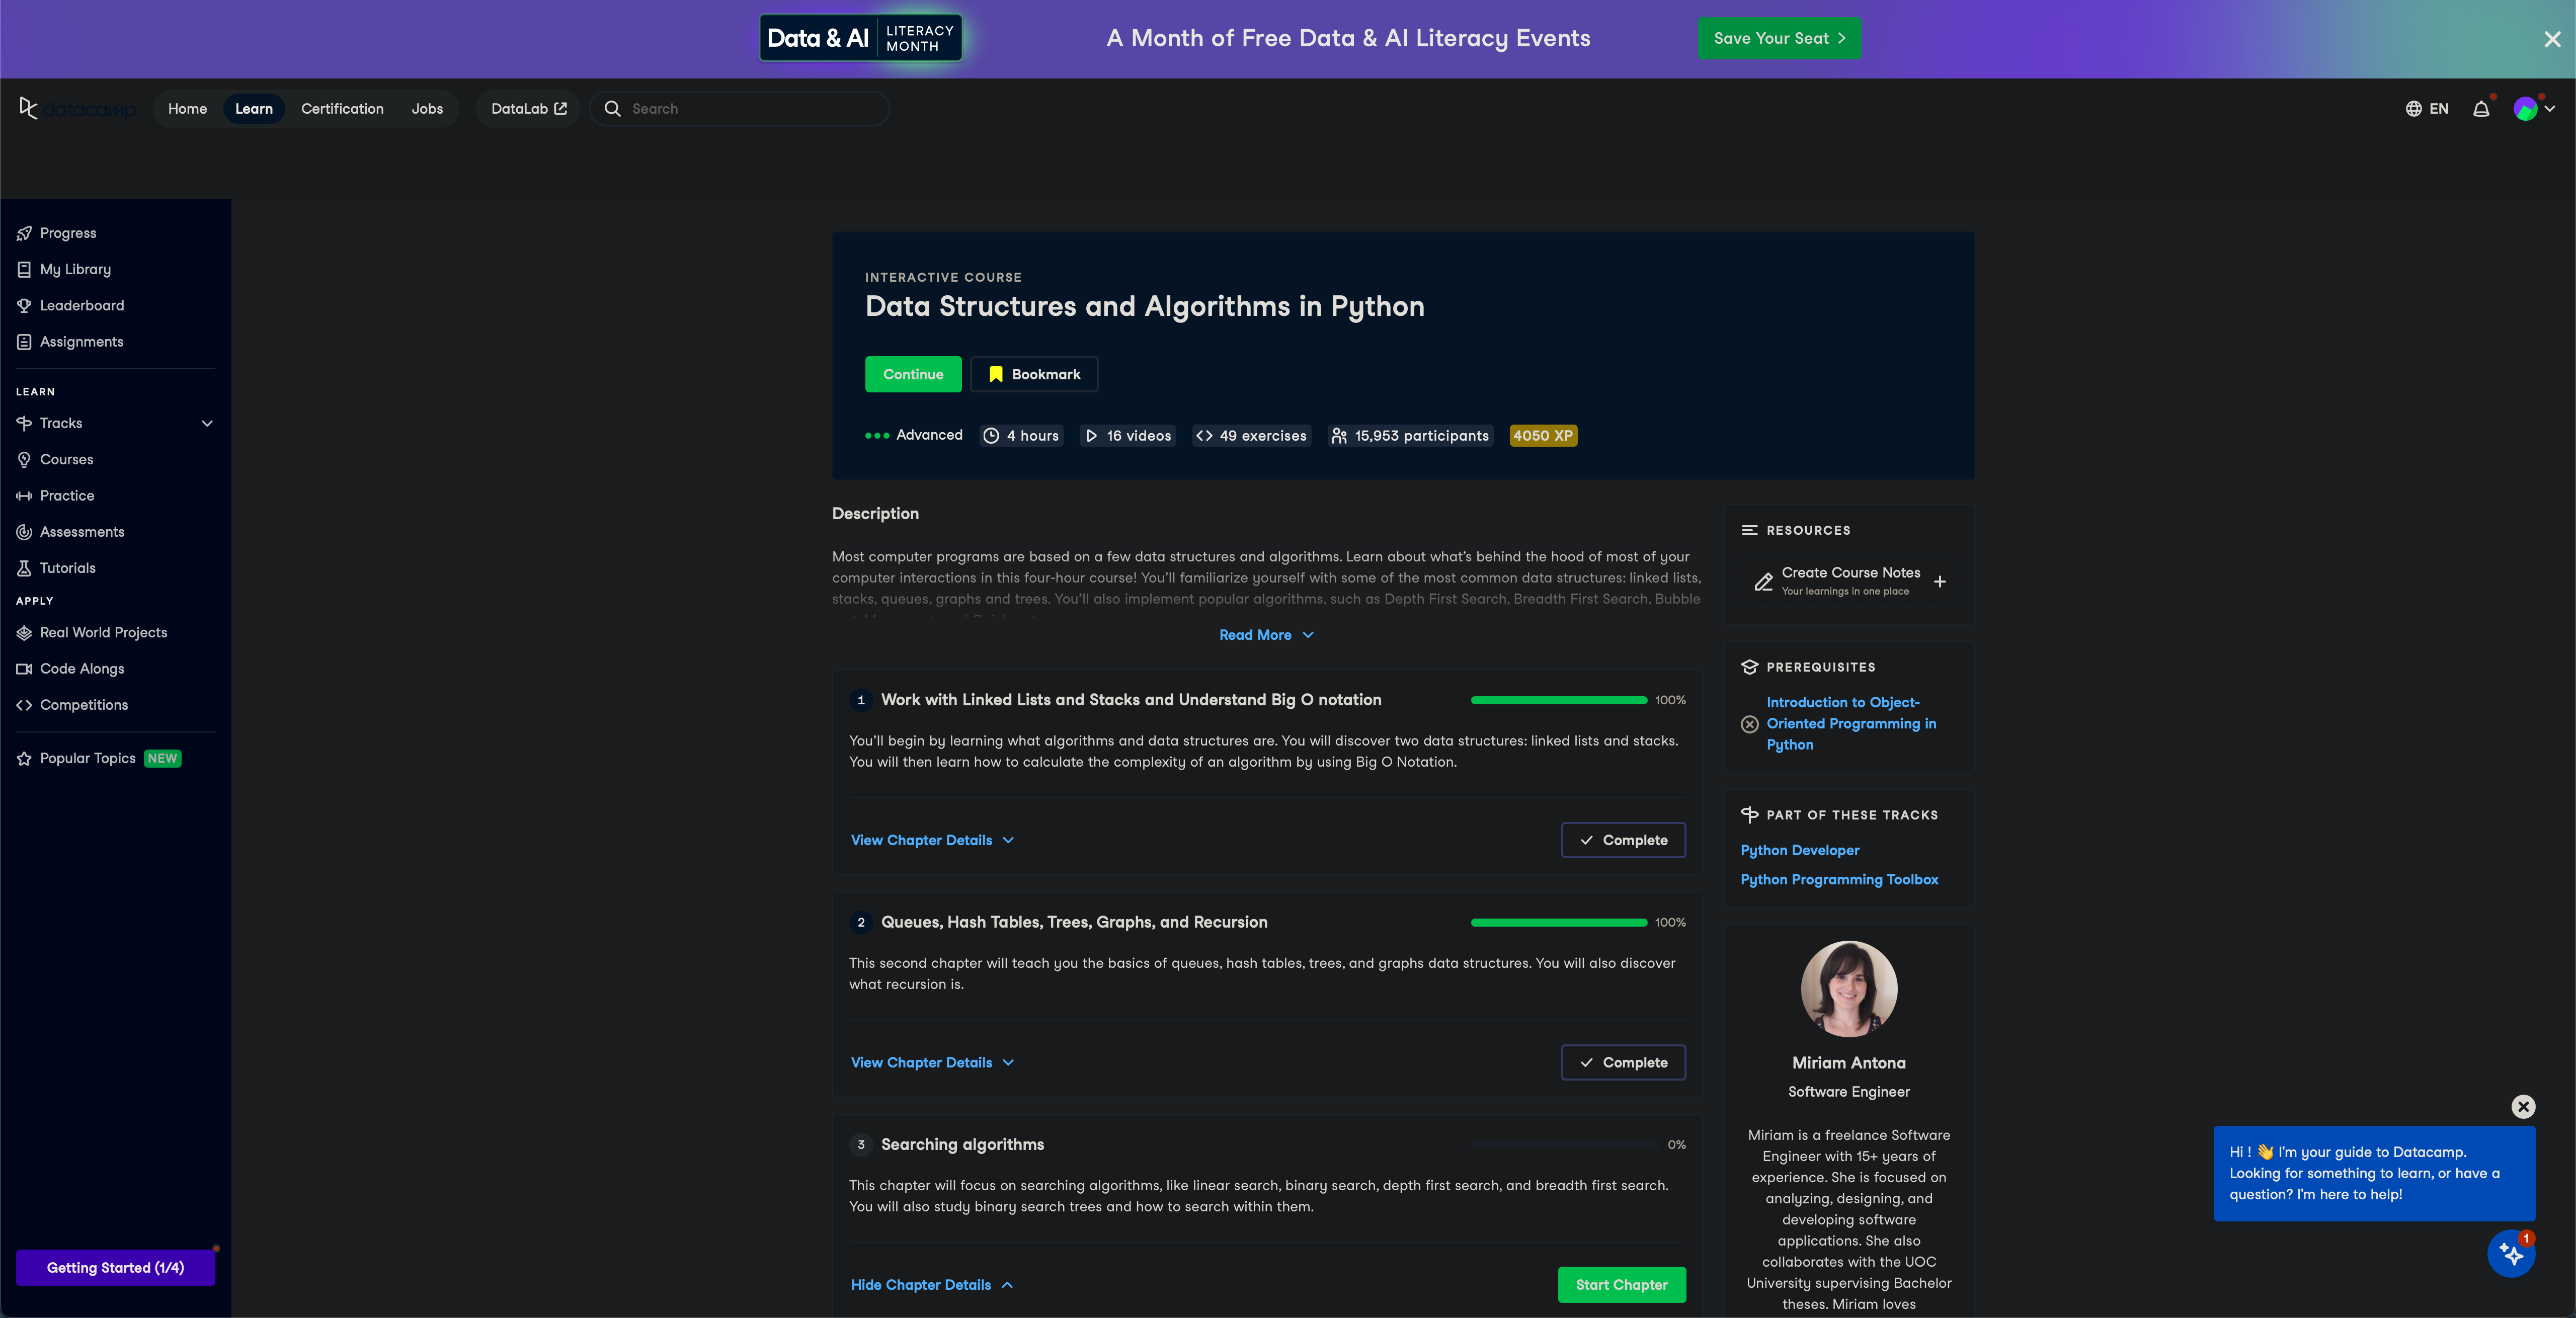 Data & AI
LITERACY
MONTH
A Month of Free Data & AI Literacy Events
Save Your Seat
datacamp
Home
Learn
Certification
Jobs
DataLab
Search
EN
Progress
My Library
Leaderboard
Assignments
LEARN
Tracks
Courses
Practice
Assessments
Tutorials
APPLY
Real World Projects
Code Alongs
Competitions
Popular Topics NEW
Getting Started (1/4)
INTERACTIVE COURSE
Data Structures and Algorithms in Python
Continue
Bookmark
Advanced
4 hours
16 videos
49 exercises
15,953 participants
4050 XP
Description
Most computer programs are based on a few data structures and algorithms. Learn about what's behind the hood of most of your
computer interactions in this four-hour course! You'll familiarize yourself with some of the most common data structures: linked lists,
stacks, queues, graphs and trees. You'll also implement popular algorithms, such as Depth First Search, Breadth First Search, Bubble
Read More
1 Work with Linked Lists and Stacks and Understand Big O notation
100%
You'll begin by learning what algorithms and data structures are. You will discover two data structures: linked lists and stacks.
You will then learn how to calculate the complexity of an algorithm by using Big O Notation.
View Chapter Details
Complete
2 Queues, Hash Tables, Trees, Graphs, and Recursion
100%
This second chapter will teach you the basics of queues, hash tables, trees, and graphs data structures. You will also discover
what recursion is.
View Chapter Details
Complete
3 Searching algorithms
0%
This chapter will focus on searching algorithms, like linear search, binary search, depth first search, and breadth first search.
You will also study binary search trees and how to search within them.
Hide Chapter Details
Start Chapter
RESOURCES
Create Course Notes
Your learnings in one place
PREREQUISITES
Introduction to Object-
Oriented Programming in
Python
PART OF THESE TRACKS
Python Developer
Python Programming Toolbox
Miriam Antona
Software Engineer
Miriam is a freelance Software
Engineer with 15+ years of
experience. She is focused on
analyzing, designing, and
developing software
applications. She also
collaborates with the UOC
University supervising Bachelor
theses. Miriam loves
Hi ! 👋 I'm your guide to Datacamp.
Looking for something to learn, or have a
question? I'm here to help!
1